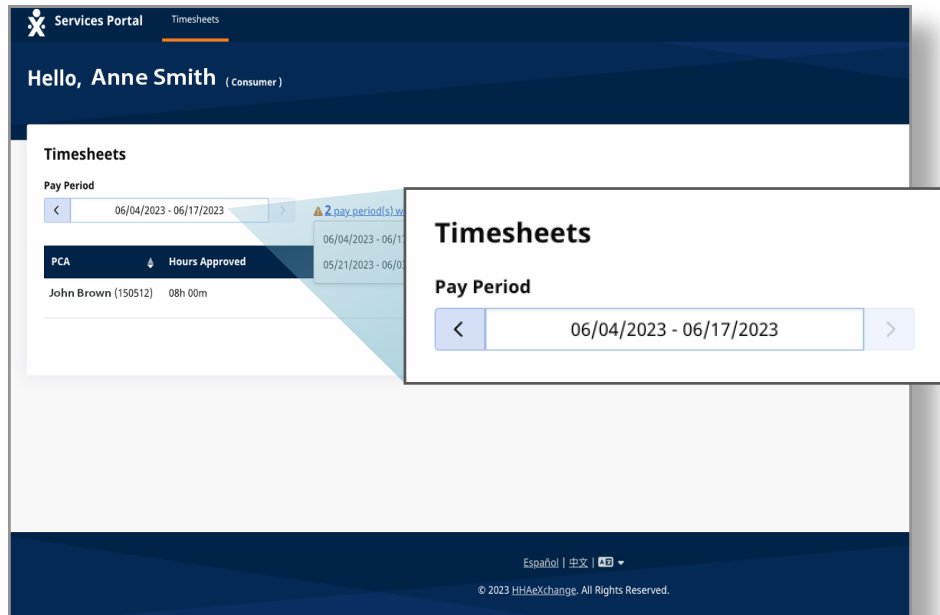 Services Portal Timesheets
Hello, Anne Smith ( Consumer )
Timesheets
Pay Period
06/04/2023 - 06/17/2023
2 pay period(s) w
06/04/2023 - 06/1
05/21/2023 - 06/0
PCA Hours Approved
John Brown (150512) 08h 00m
Timesheets
Pay Period
06/04/2023 - 06/17/2023
Español | 中文 |
© 2023 HHAeXchange. All Rights Reserved.